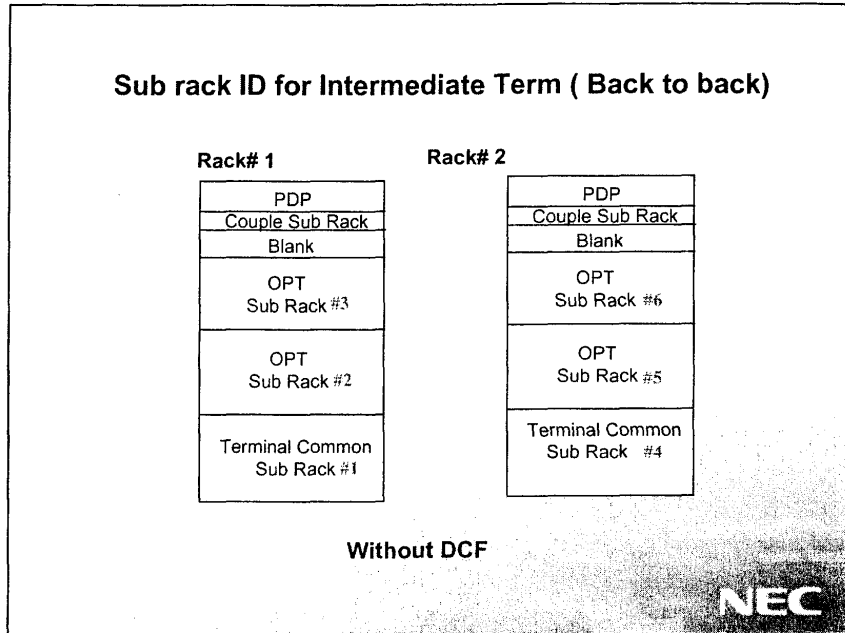 Sub rack ID for Intermediate Term ( Back to back)
Rack# 1
PDP
Couple Sub Rack
Blank
OPT
Sub Rack #3
OPT
Sub Rack #2
Terminal Common
Sub Rack #1
Rack# 2
PDP
Couple Sub Rack
Blank
OPT
Sub Rack #6
OPT
Sub Rack #5
Terminal Common
Sub Rack #4
Without DCF
NEC